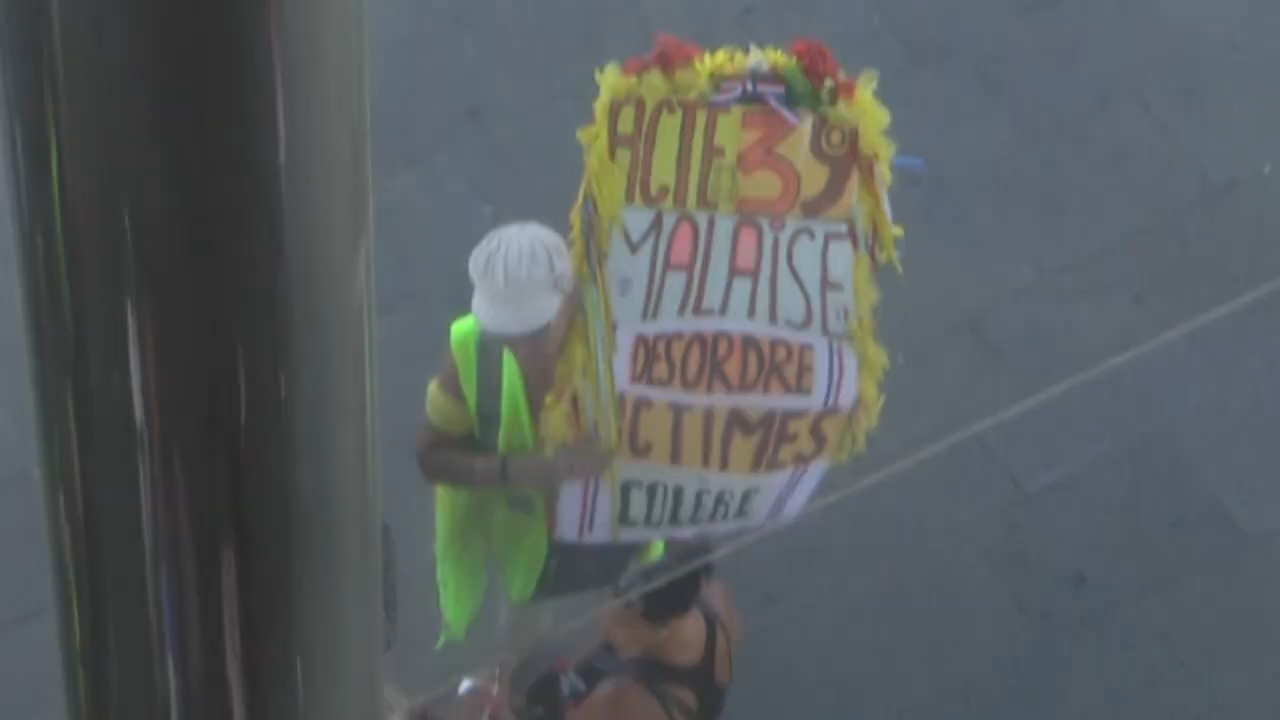 ACTE 39
"MALAiSE"
DESORDRE !!
ICTIMES
COLERE